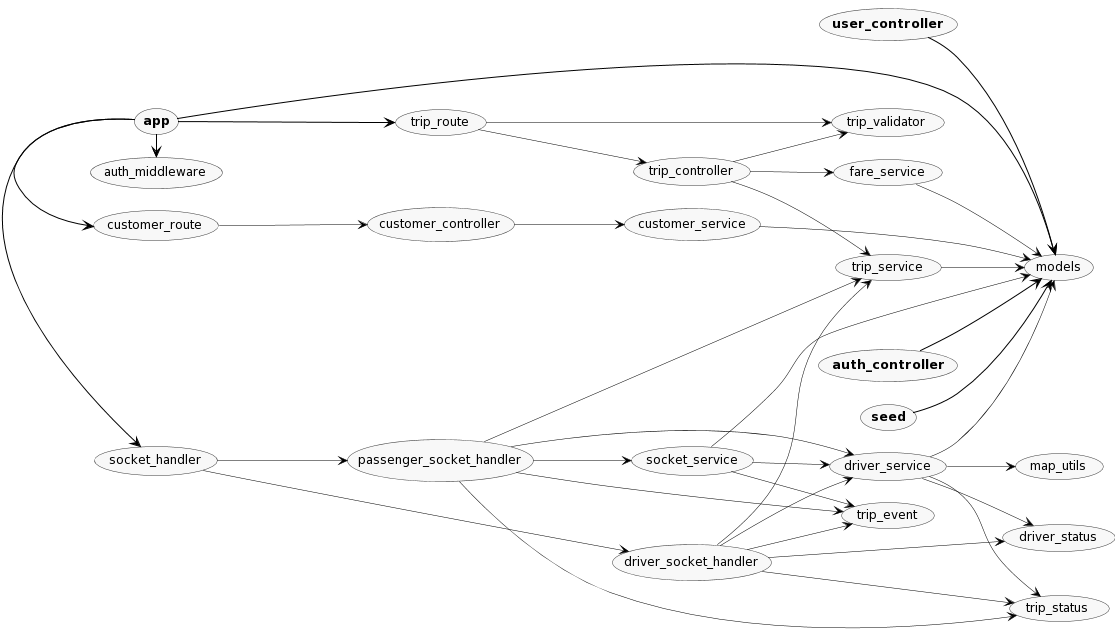 user_controller
app
trip_route
trip_validator
auth_middleware
trip_controller
fare_service
customer_route
customer_controller
customer_service
trip_service
models
auth_controller
seed
socket_handler
passenger_socket_handler
socket_service
driver_service
map_utils
trip_event
driver_status
driver_socket_handler
trip_status